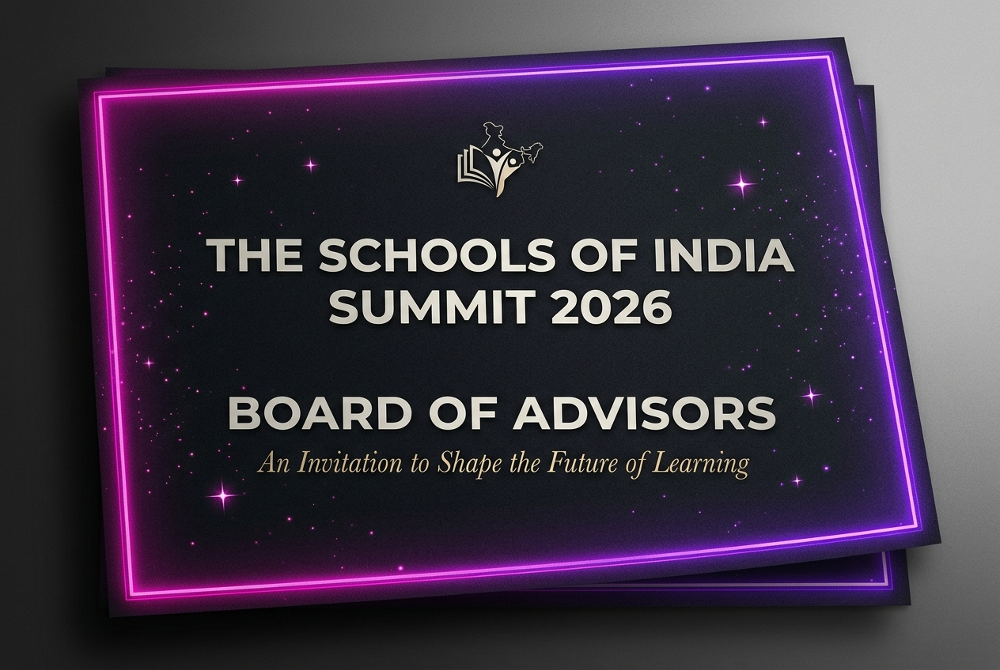 THE SCHOOLS OF INDIA
SUMMIT 2026
BOARD OF ADVISORS
An Invitation to Shape the Future of Learning